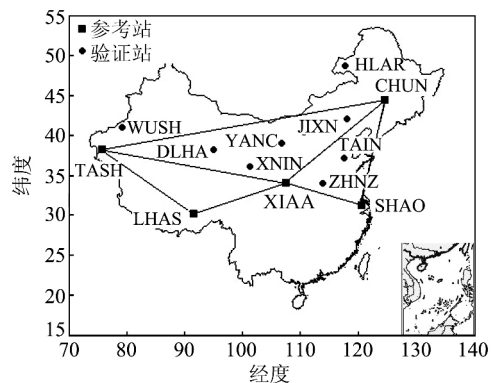 55
50
45
40
35
30
25
20
15
纬度
■ 参考站
● 验证站
HLAR
CHUN
WUSH
JIXN
YANC
TAIN
DLHA
XNIN
TASH
ZHNZ
XIAA
SHAO
LHAS
70 80 90 100 110 120 130 140
经度